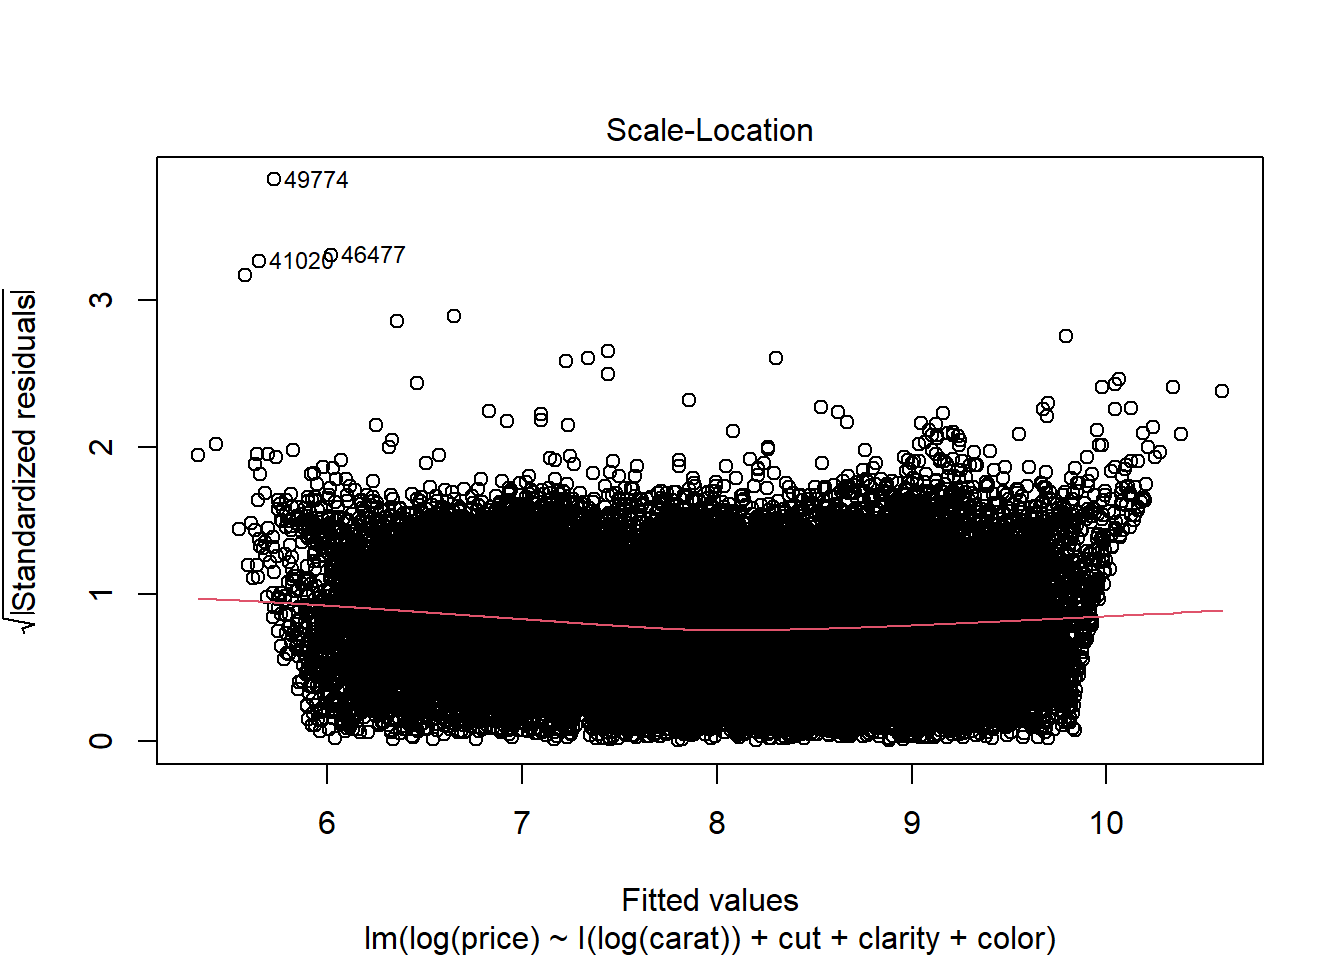 Scale-Location
49774
46477
41020
√|Standardized residuals|
3
2
1
0
6 7 8 9 10
Fitted values
lm(log(price) ~ I(log(carat)) + cut + clarity + color)